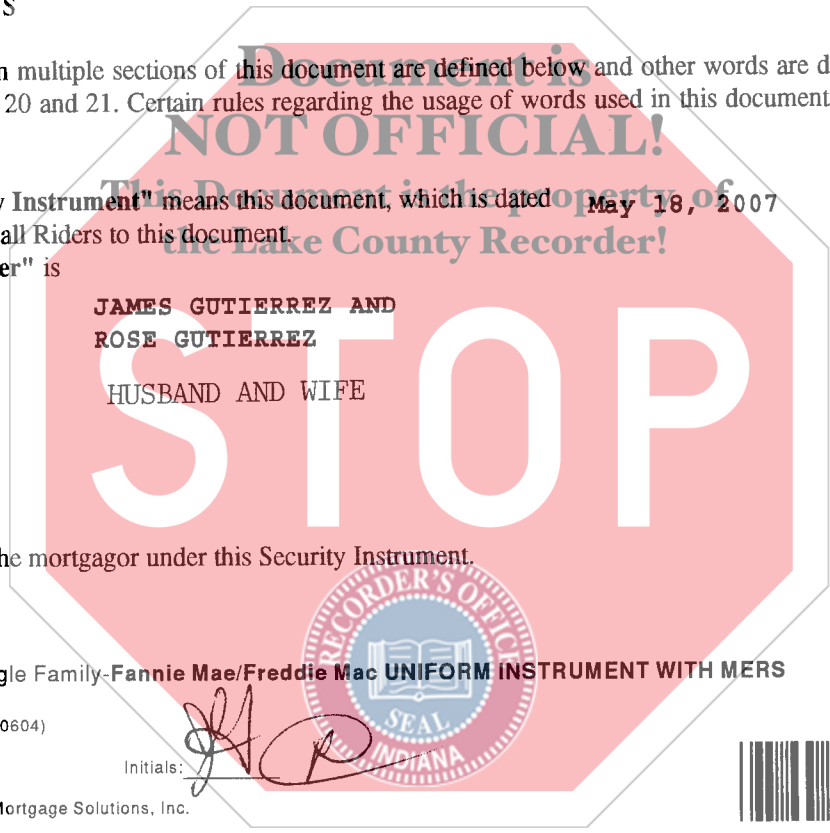 s
n multiple sections of this document are defined below and other words are d
20 and 21. Certain rules regarding the usage of words used in this document
Document is
NOT OFFICIAL!
This Document is the property of
the Lake County Recorder!
y Instrument" means this document, which is dated May 18, 2007
all Riders to this document.
er" is
JAMES GUTIERREZ AND
ROSE GUTIERREZ
HUSBAND AND WIFE
STOP
he mortgagor under this Security Instrument.
RECORDER'S OFFICE
SEAL
INDIANA
gle Family-Fannie Mae/Freddie Mac UNIFORM INSTRUMENT WITH MERS
0604)
Initials:
Mortgage Solutions, Inc.